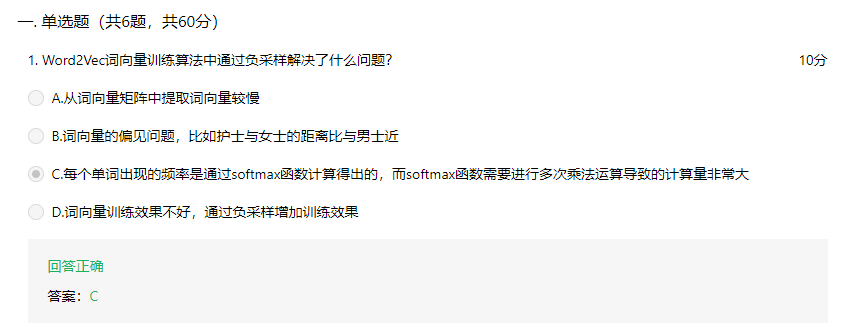 一. 单选题（共6题，共60分）
1. Word2Vec词向量训练算法中通过负采样解决了什么问题？ 10分
A.从词向量矩阵中提取词向量较慢
B.词向量的偏见问题，比如护士与女士的距离比与男士近
C.每个单词出现的频率是通过softmax函数计算得出的，而softmax函数需要进行多次乘法运算导致的计算量非常大
D.词向量训练效果不好，通过负采样增加训练效果
回答正确
答案：C